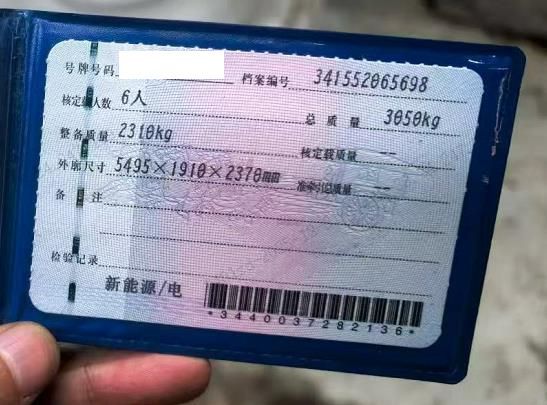 号牌号码 档案编号 341552065698
核定载人数 6人 总质量 3050kg
整备质量 2310kg 核定载质量 --
外廓尺寸 5495×1910×2370mm 准牵引总质量 --
备注
检验记录
新能源/电
*3440037282136*